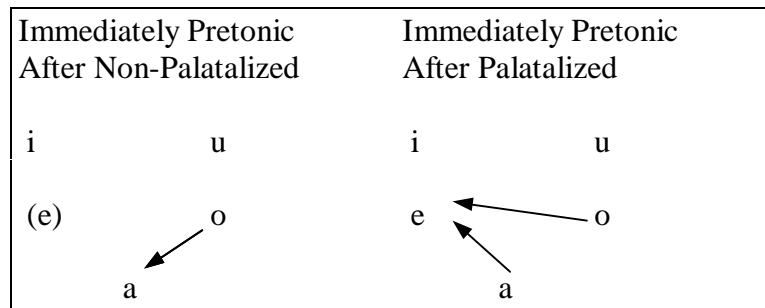 Immediately Pretonic Immediately Pretonic
After Non-Palatalized After Palatalized
i u i u
(e) o e o
a a